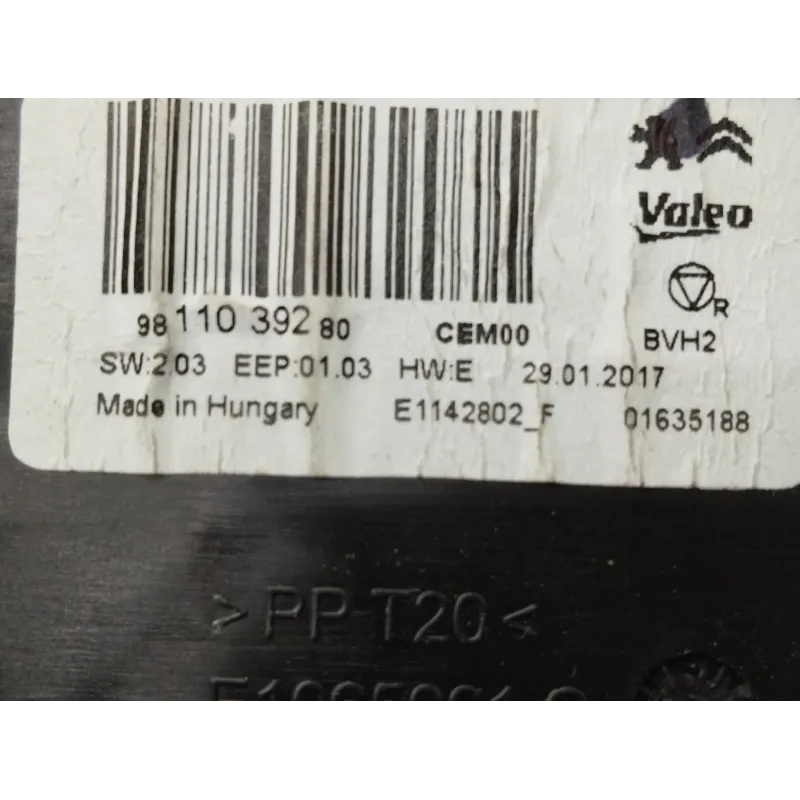 Valeo
R
98 110 392 80 CEM00 BVH2
SW:2.03 EEP:01.03 HW:E 29.01.2017
Made in Hungary E1142802_F 01635188
>PP-T20<